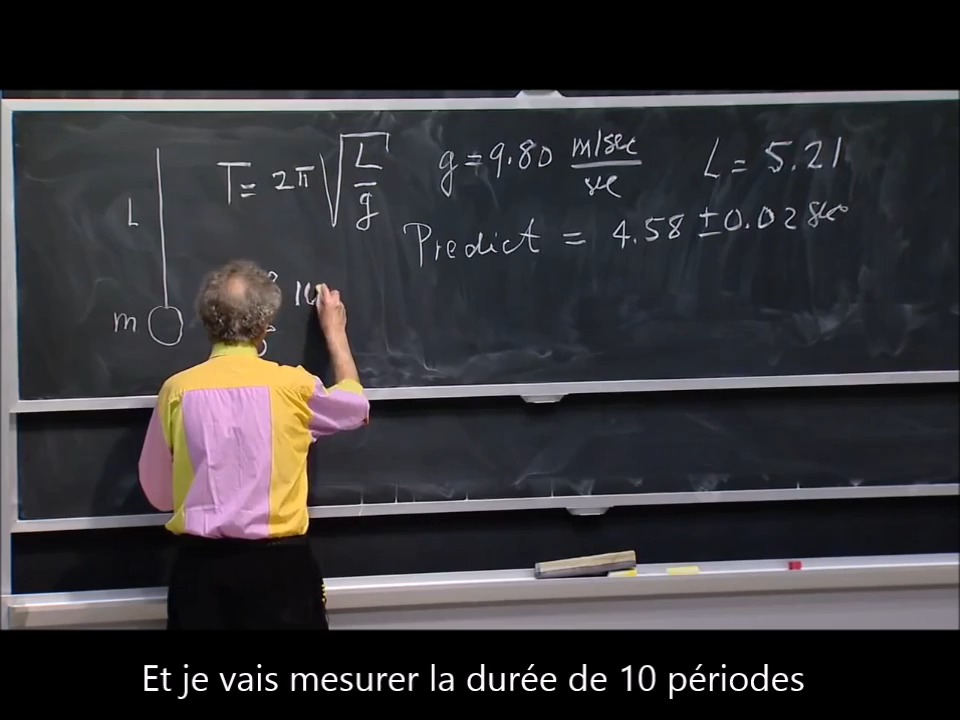 T = 2π √L/g g = 9.80 m/sec/sec L = 5.21
L Predict = 4.58 ±0.02 sec
m
Et je vais mesurer la durée de 10 périodes